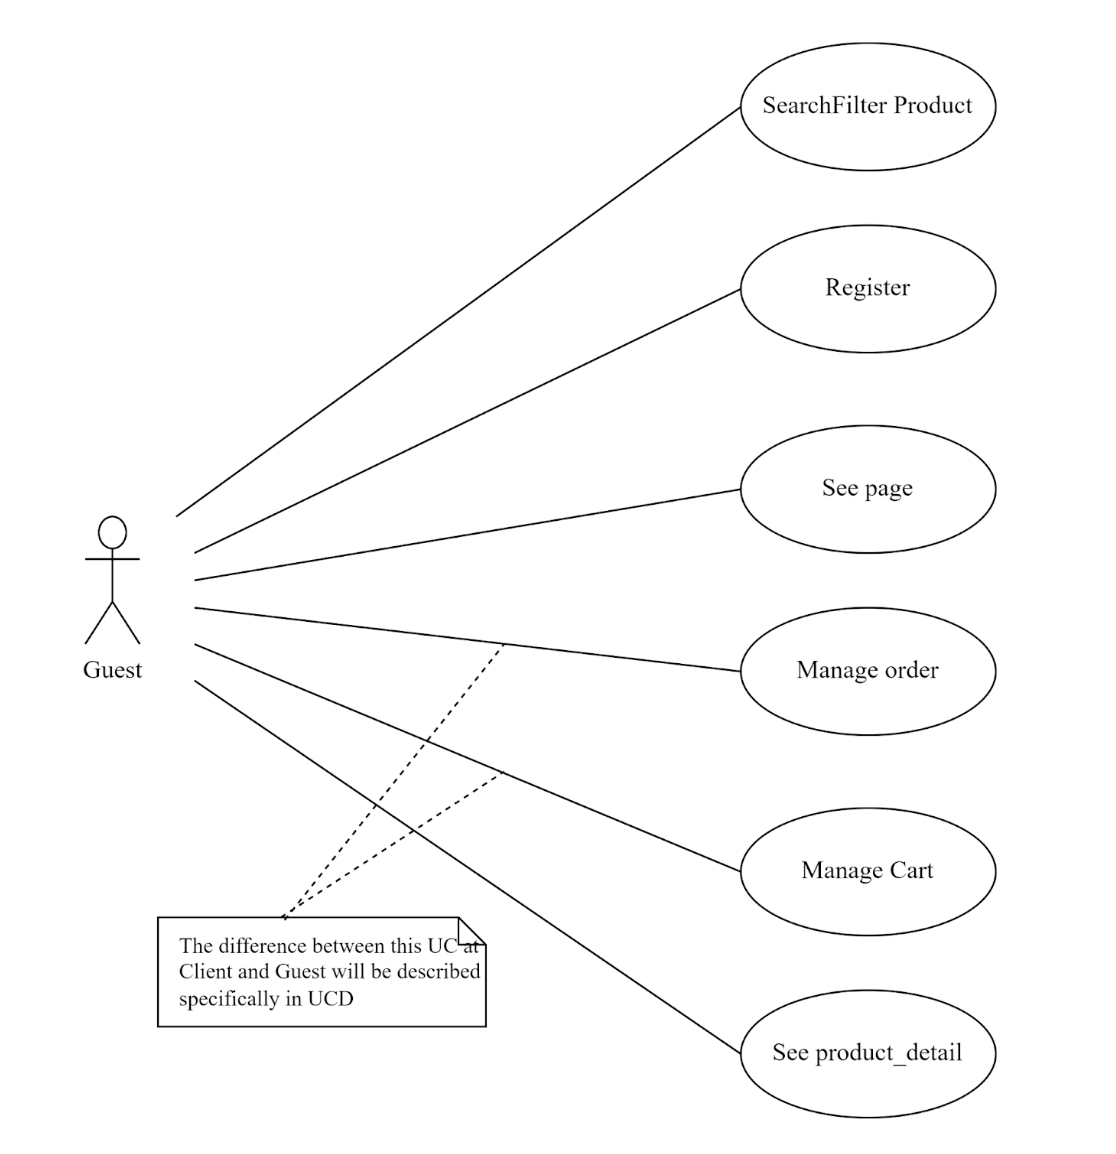 SearchFilter Product
Register
See page
Guest
Manage order
Manage Cart
The difference between this UC at
Client and Guest will be described
specifically in UCD
See product_detail